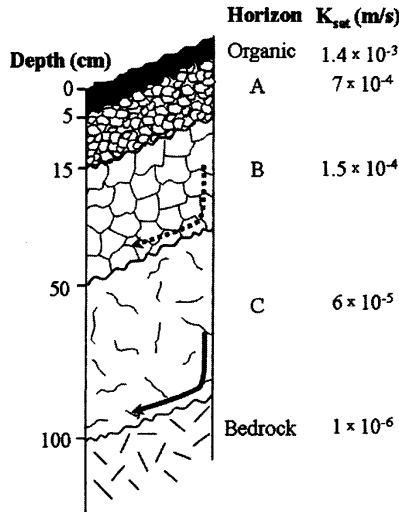 Horizon K_sat (m/s)
Organic 1.4 x 10⁻³
Depth (cm)
0
A 7 x 10⁻⁴
5
15
B 1.5 x 10⁻⁴
50
C 6 x 10⁻⁵
100
Bedrock 1 x 10⁻⁶